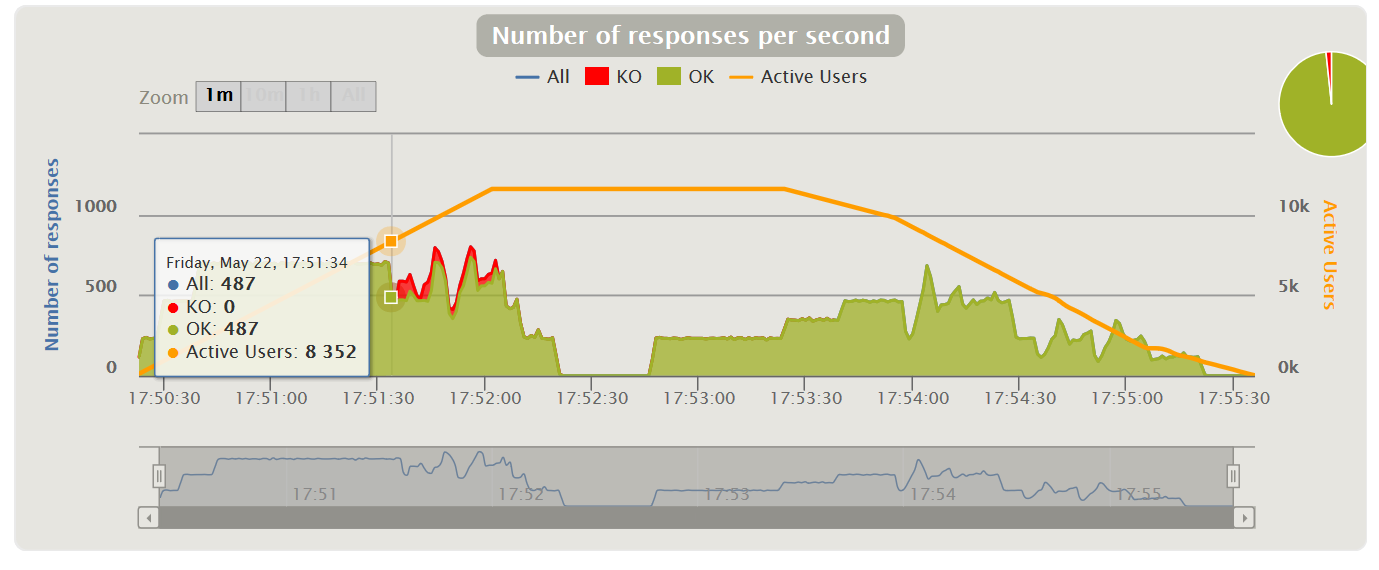 Number of responses per second
All KO OK Active Users
Zoom 1m 10m 1h All
Number of responses
1000
500
0
10k
5k
0k
Active Users
Friday, May 22, 17:51:34
All: 487
KO: 0
OK: 487
Active Users: 8 352
17:50:30 17:51:00 17:51:30 17:52:00 17:52:30 17:53:00 17:53:30 17:54:00 17:54:30 17:55:00 17:55:30
17:51 17:52 17:53 17:54 17:55